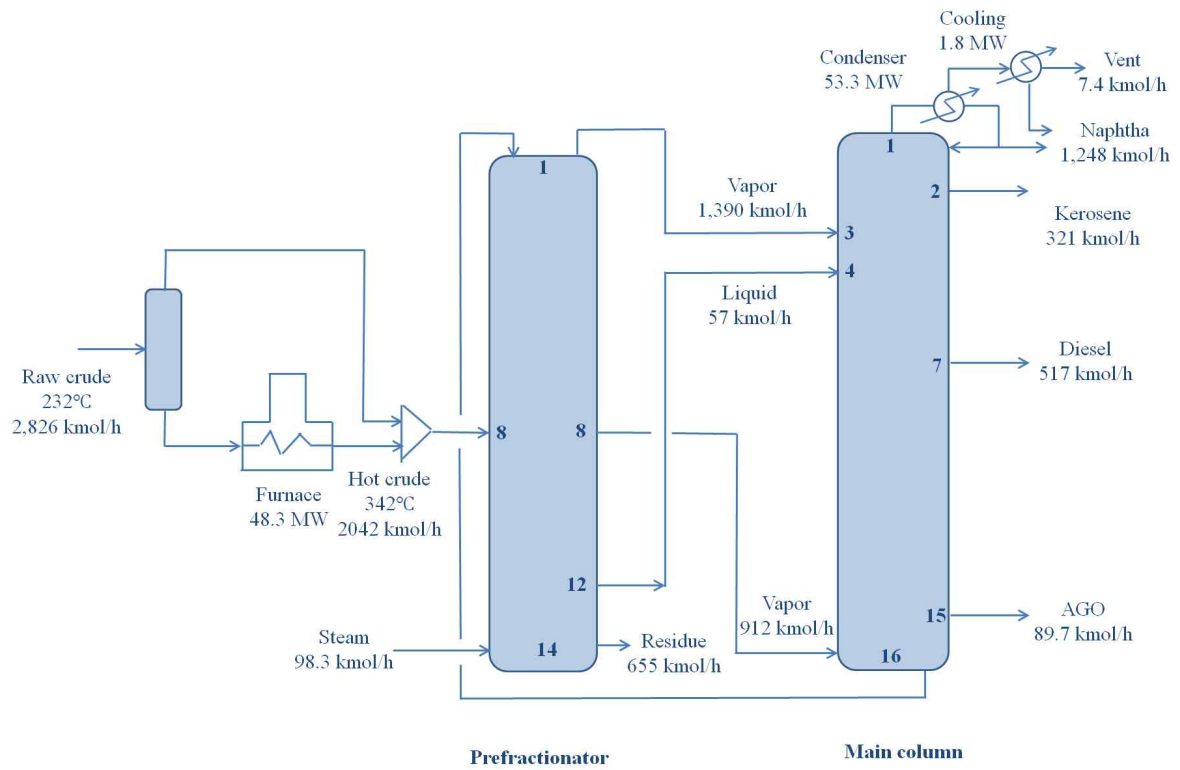 Cooling
1.8 MW
Condenser
53.3 MW
Vent
7.4 kmol/h
Naphtha
1,248 kmol/h
1
1
2
Kerosene
321 kmol/h
Vapor
1,390 kmol/h
3
4
Liquid
57 kmol/h
Raw crude
232℃
2,826 kmol/h
7
Diesel
517 kmol/h
8
8
Furnace
48.3 MW
Hot crude
342℃
2042 kmol/h
12
Vapor
912 kmol/h
15
AGO
89.7 kmol/h
Steam
98.3 kmol/h
14
Residue
655 kmol/h
16
Prefractionator
Main column